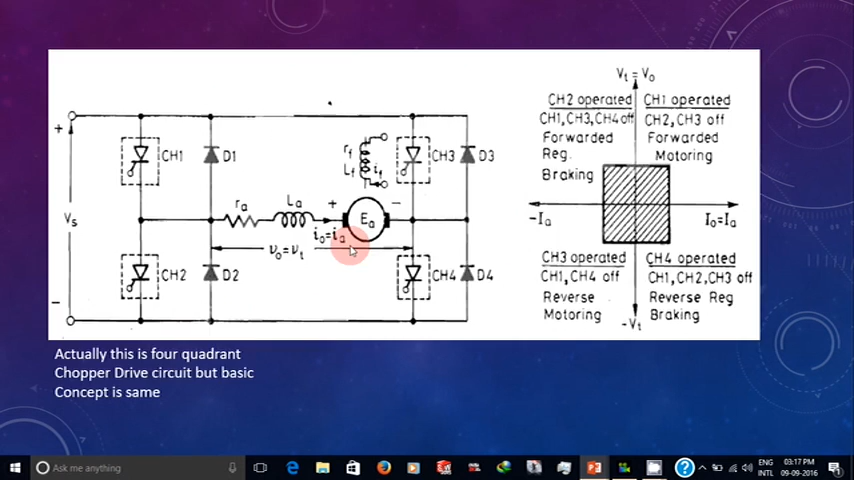 +
CH1
D1
rf
Lf
if
CH3
D3
ra
La
+
−
Ea
Vs
io=ia
υo=υt
CH2
D2
CH4
D4
−
Vt=Vo
CH2 operated
CH1,CH3,CH4off
Forwarded
Reg.
Braking
CH1 operated
CH2, CH3 off
Forwarded
Motoring
-Ia
Io=Ia
CH3 operated
CH1, CH4 off
Reverse
Motoring
CH4 operated
CH1, CH2,CH3 off
Reverse Reg
Braking
-Vt
Actually this is four quadrant
Chopper Drive circuit but basic
Concept is same
Ask me anything
ENG
INTL
03:17 PM
09-09-2016